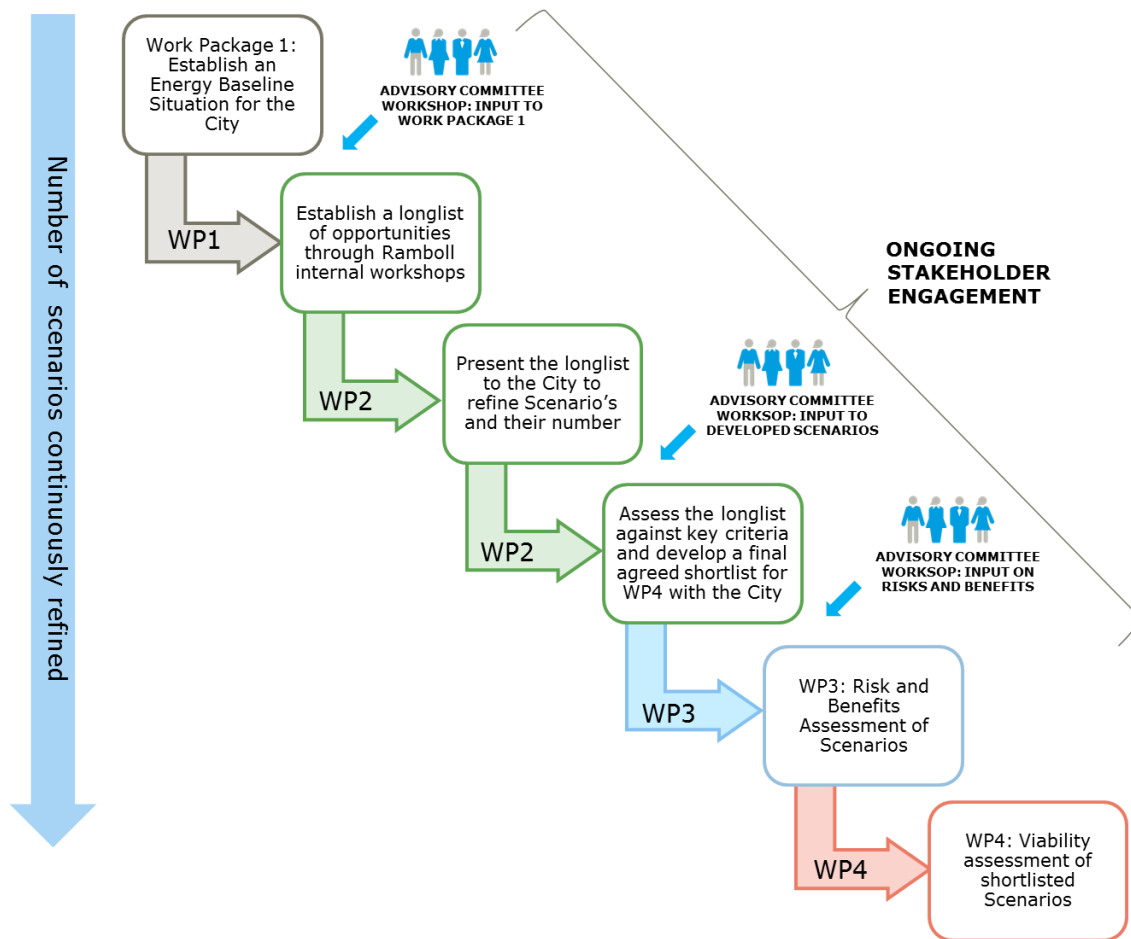 Work Package 1:
Establish an
Energy Baseline
Situation for the
City
ADVISORY COMMITTEE
WORKSHOP: INPUT TO
WORK PACKAGE 1
Number of scenarios continuously refined
WP1
Establish a longlist
of opportunities
through Ramboll
internal workshops
ONGOING
STAKEHOLDER
ENGAGEMENT
WP2
Present the longlist
to the City to
refine Scenario's
and their number
ADVISORY COMMITTEE
WORKSOP: INPUT TO
DEVELOPED SCENARIOS
WP2
Assess the longlist
against key criteria
and develop a final
agreed shortlist for
WP4 with the City
ADVISORY COMMITTEE
WORKSOP: INPUT ON
RISKS AND BENEFITS
WP3
WP3: Risk and
Benefits
Assessment of
Scenarios
WP4
WP4: Viability
assessment of
shortlisted
Scenarios